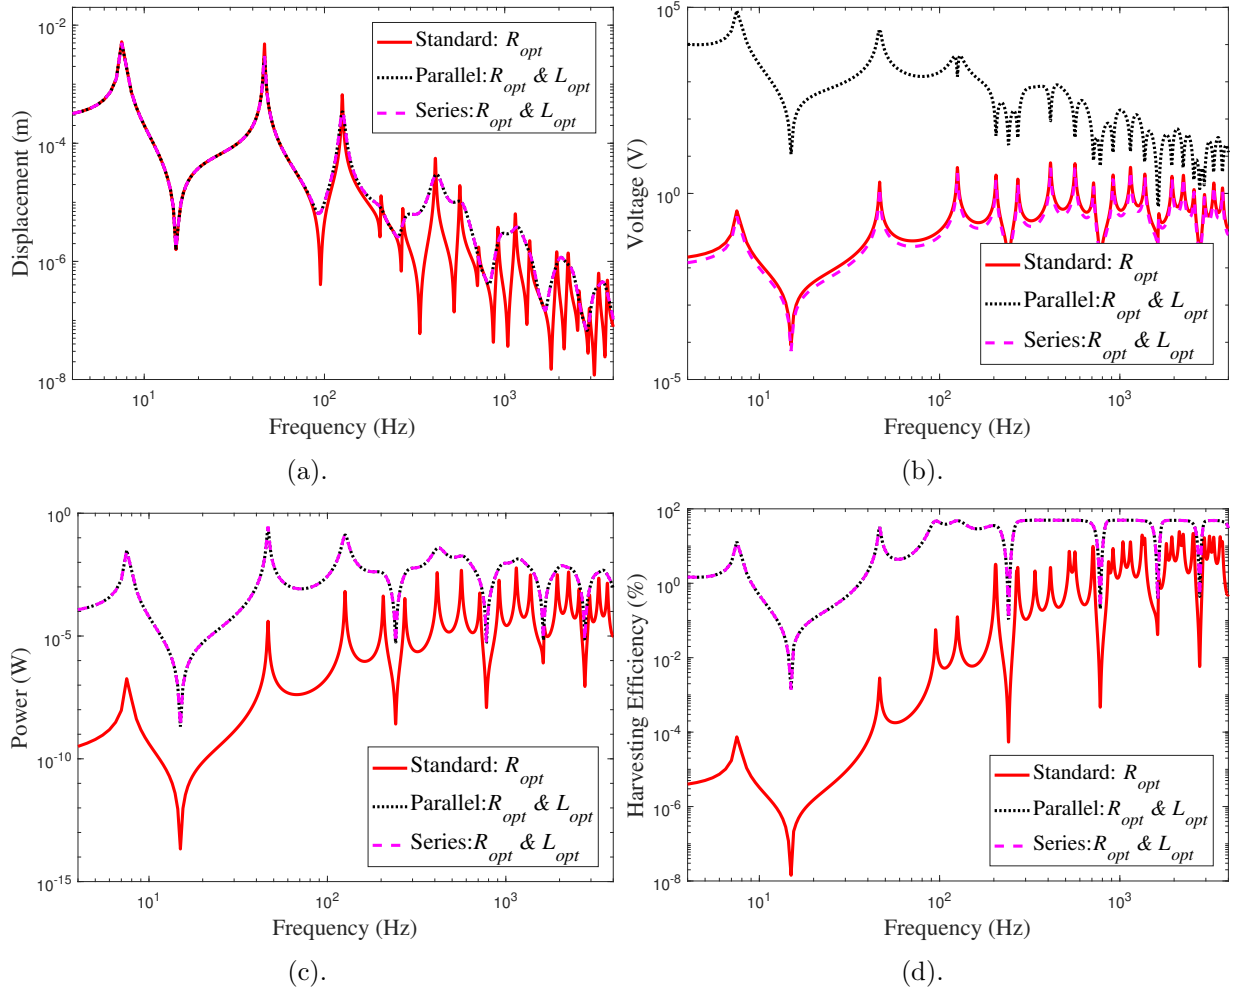 10^-2
10^-4
10^-6
10^-8
Displacement (m)
10^1
10^2
10^3
Frequency (Hz)
Standard: R_opt
Parallel:R_opt & L_opt
Series:R_opt & L_opt
(a).
10^5
10^0
10^-5
Voltage (V)
10^1
10^2
10^3
Frequency (Hz)
Standard: R_opt
Parallel:R_opt & L_opt
Series:R_opt & L_opt
(b).
10^0
10^-5
10^-10
10^-15
Power (W)
10^1
10^2
10^3
Frequency (Hz)
Standard: R_opt
Parallel:R_opt & L_opt
Series:R_opt & L_opt
(c).
10^2
10^0
10^-2
10^-4
10^-6
10^-8
Harvesting Efficiency (%)
10^1
10^2
10^3
Frequency (Hz)
Standard: R_opt
Parallel:R_opt & L_opt
Series:R_opt & L_opt
(d).